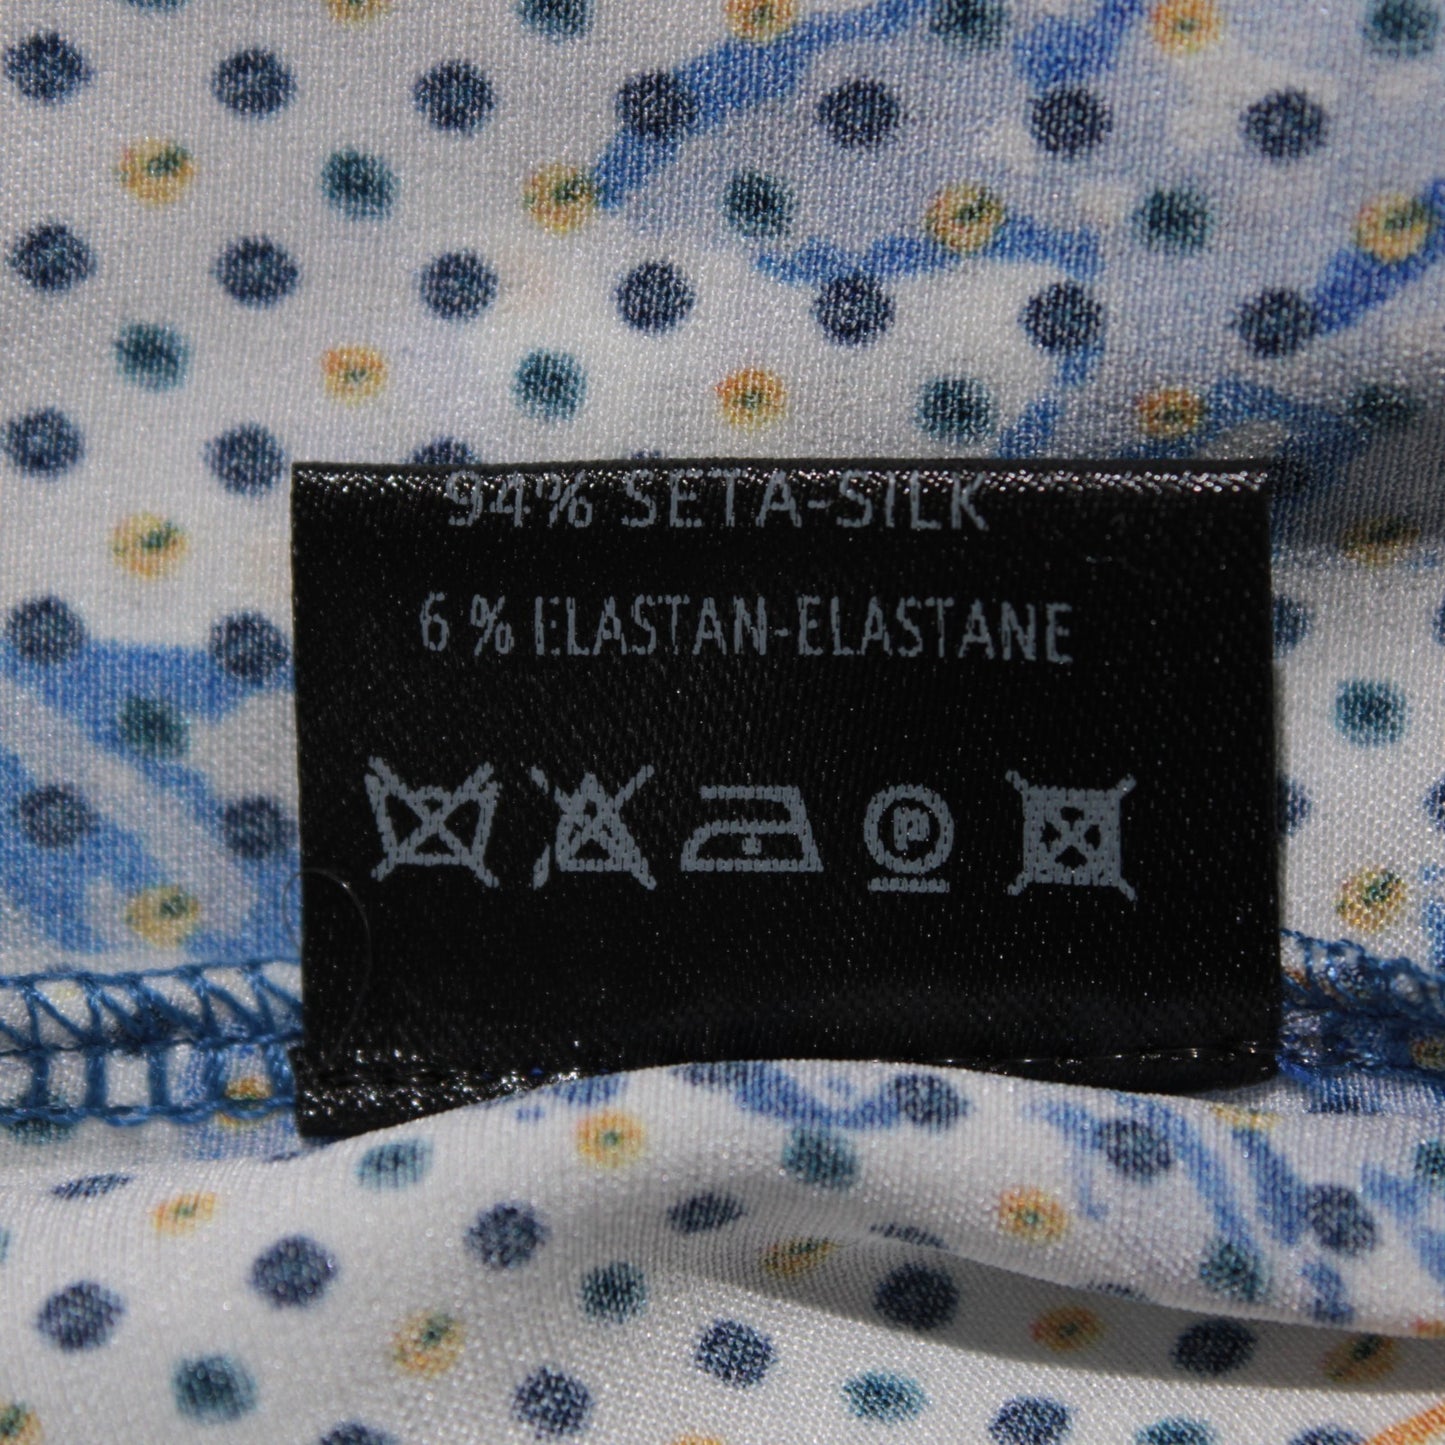 94% SETA-SILK
6 % ELASTAN-ELASTANE
P